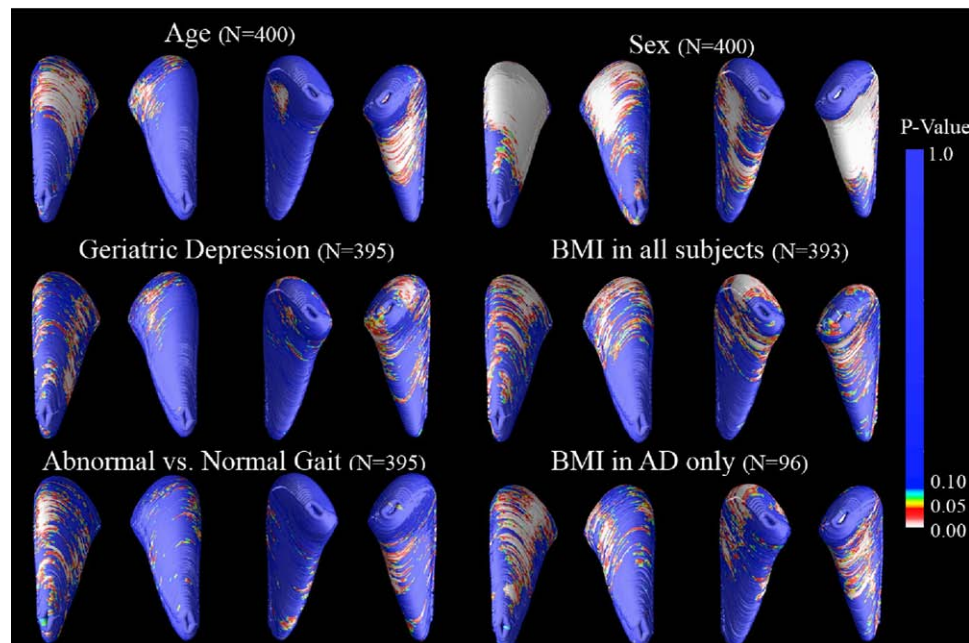 Age (N=400)
Sex (N=400)
P-Value
1.0
Geriatric Depression (N=395)
BMI in all subjects (N=393)
Abnormal vs. Normal Gait (N=395)
BMI in AD only (N=96)
0.10
0.05
0.00